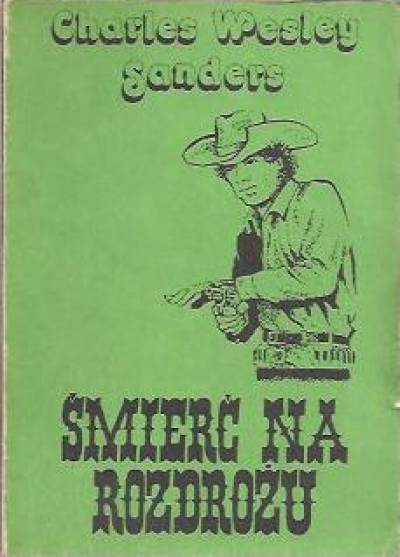 Charles Wesley
Sanders
ŚMIERĆ NA
ROZDROŻU